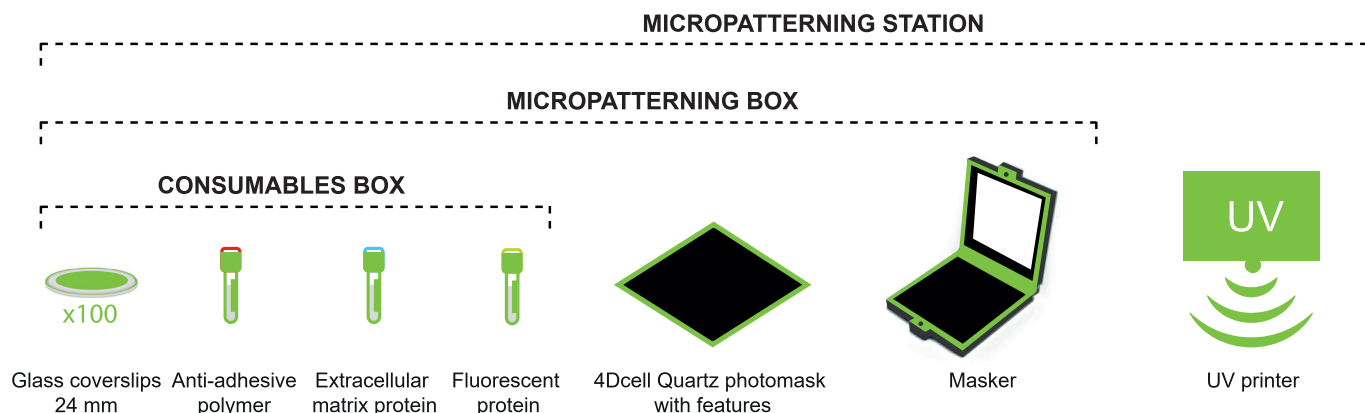 MICROPATTERNING STATION
MICROPATTERNING BOX
CONSUMABLES BOX
UV
x100
Glass coverslips
24 mm
Anti-adhesive
polymer
Extracellular
matrix protein
Fluorescent
protein
4Dcell Quartz photomask
with features
Masker
UV printer